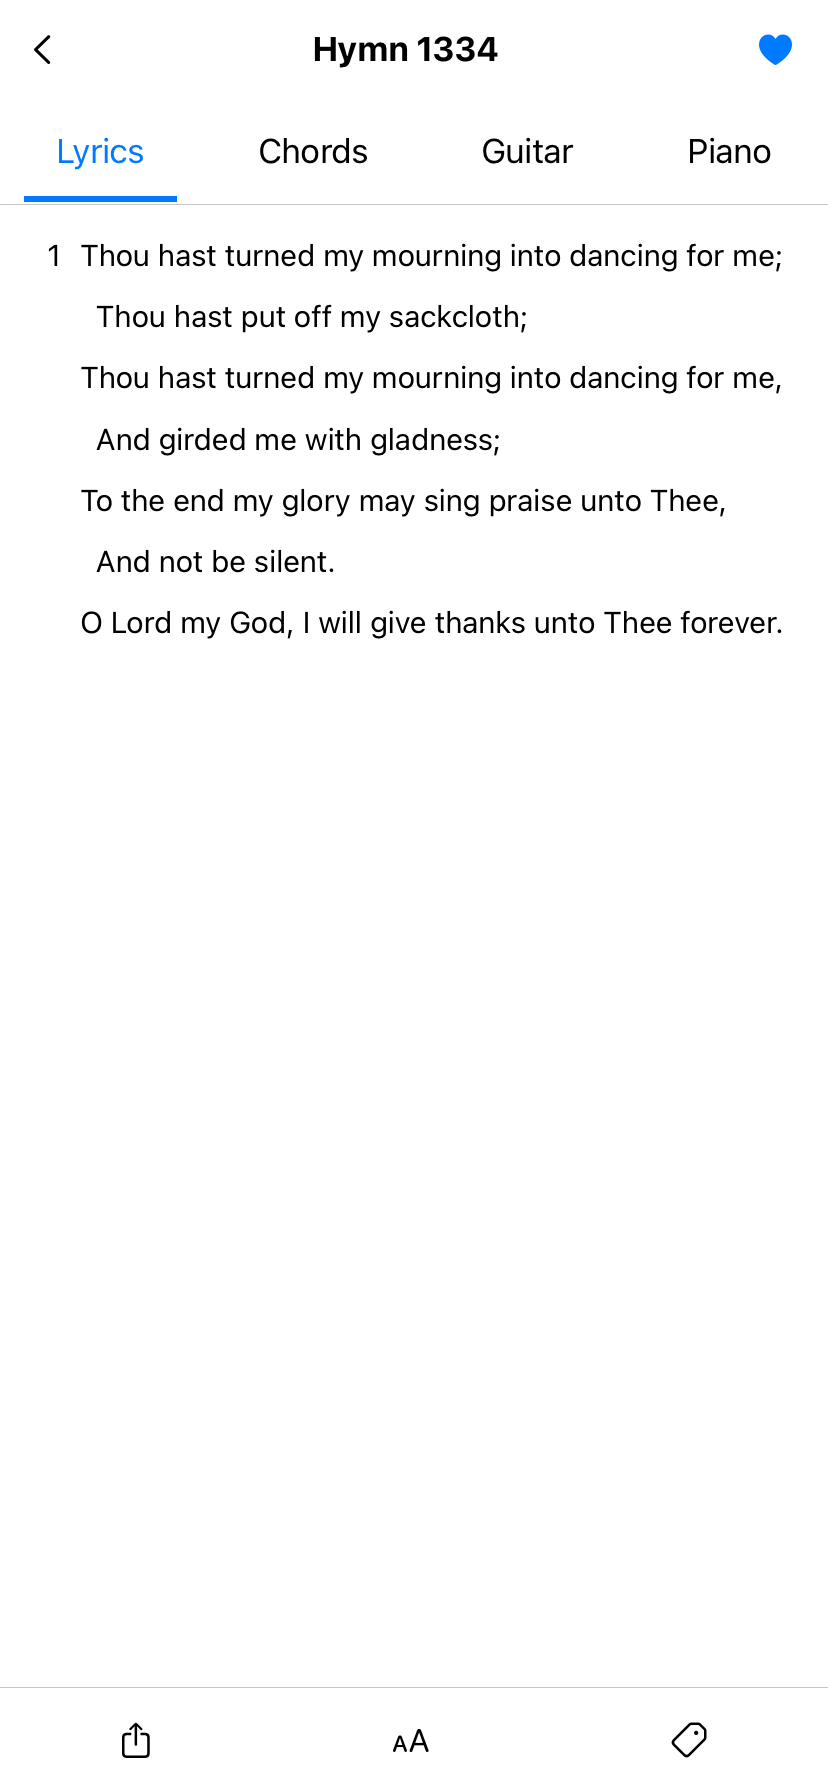 Hymn 1334
Lyrics Chords Guitar Piano
1 Thou hast turned my mourning into dancing for me;
Thou hast put off my sackcloth;
Thou hast turned my mourning into dancing for me,
And girded me with gladness;
To the end my glory may sing praise unto Thee,
And not be silent.
O Lord my God, I will give thanks unto Thee forever.
AA